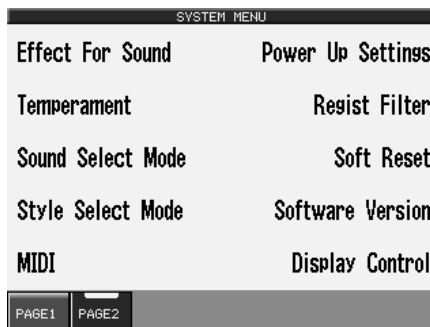 SYSTEM MENU
Effect For Sound
Power Up Settings
Temperament
Regist Filter
Sound Select Mode
Soft Reset
Style Select Mode
Software Version
MIDI
Display Control
PAGE1
PAGE2